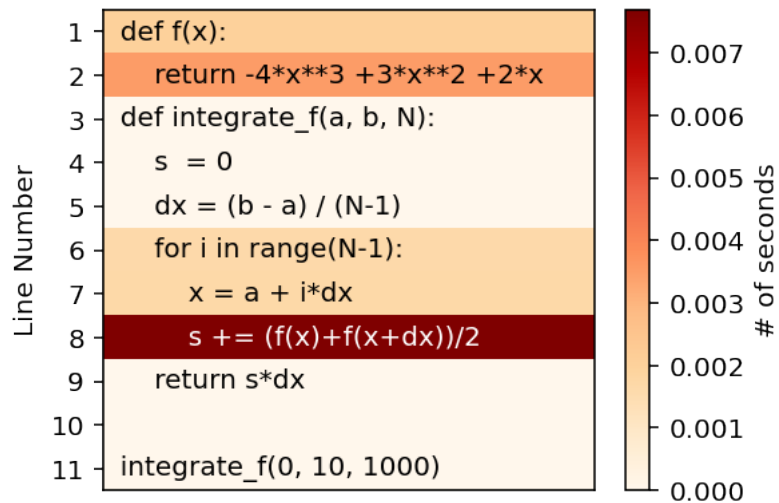 1 def f(x):
2 return -4*x**3 +3*x**2 +2*x
3 def integrate_f(a, b, N):
4 s  = 0
5 dx = (b - a) / (N-1)
6 for i in range(N-1):
7 x = a + i*dx
8 s += (f(x)+f(x+dx))/2
9 return s*dx
10
11 integrate_f(0, 10, 1000)
Line Number
0.007
0.006
0.005
0.004
0.003
0.002
0.001
0.000
# of seconds